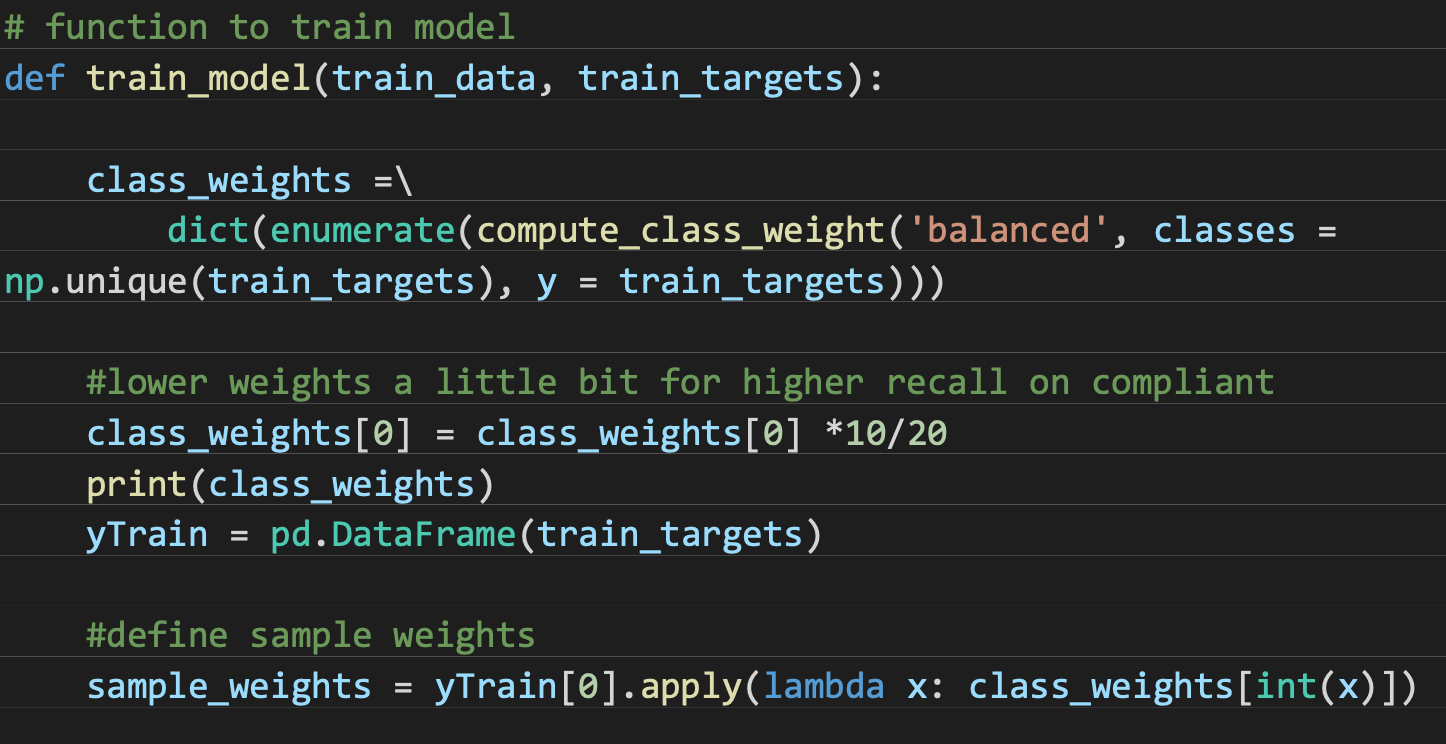 # function to train model
def train_model(train_data, train_targets):
    class_weights =\
        dict(enumerate(compute_class_weight('balanced', classes =
np.unique(train_targets), y = train_targets)))
    #lower weights a little bit for higher recall on compliant
    class_weights[0] = class_weights[0] *10/20
    print(class_weights)
    yTrain = pd.DataFrame(train_targets)
    #define sample weights
    sample_weights = yTrain[0].apply(lambda x: class_weights[int(x)])